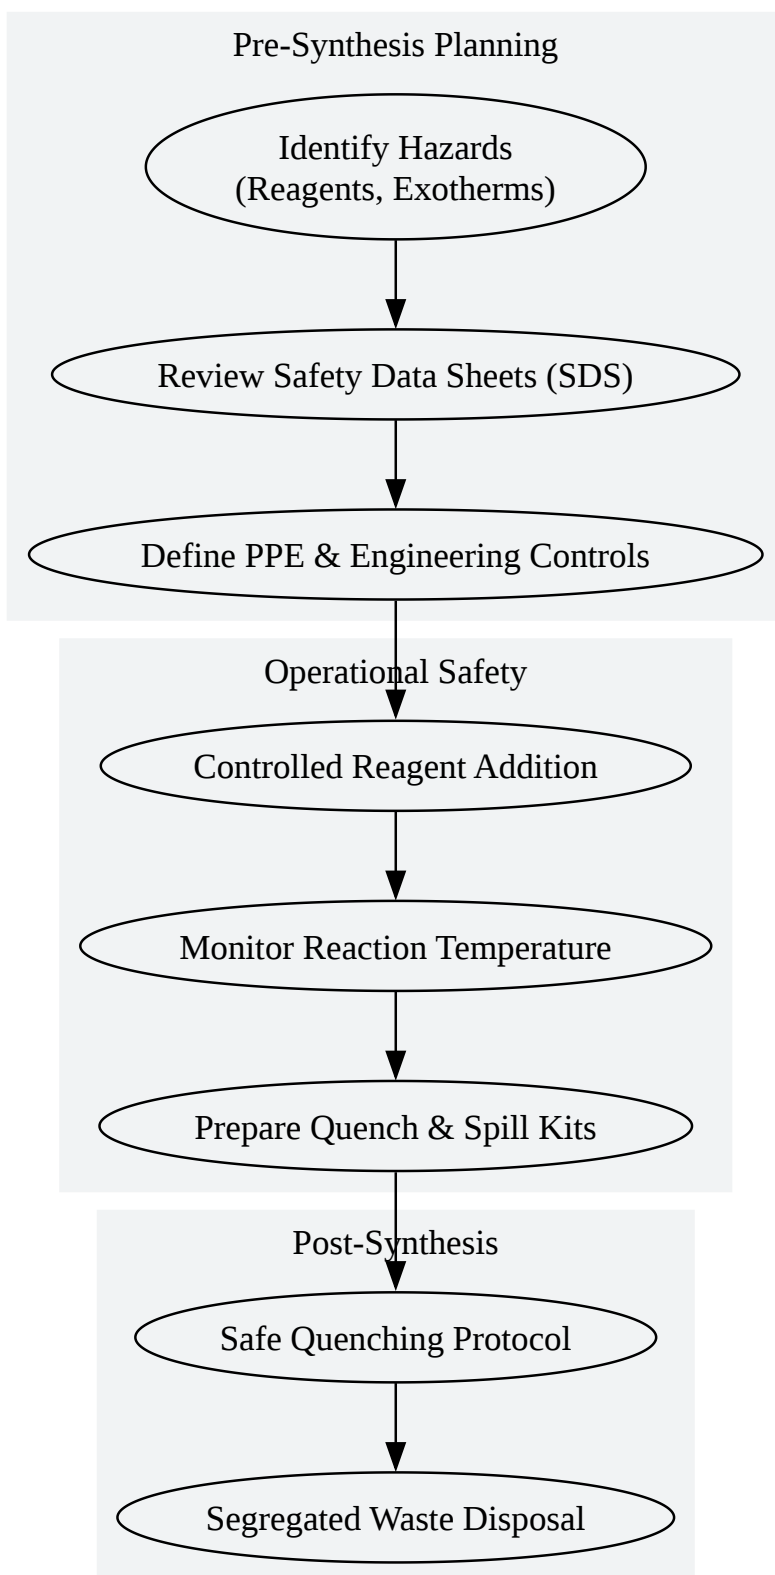 Pre-Synthesis Planning
Identify Hazards
(Reagents, Exotherms)
Review Safety Data Sheets (SDS)
Define PPE & Engineering Controls
Operational Safety
Controlled Reagent Addition
Monitor Reaction Temperature
Prepare Quench & Spill Kits
Post-Synthesis
Safe Quenching Protocol
Segregated Waste Disposal